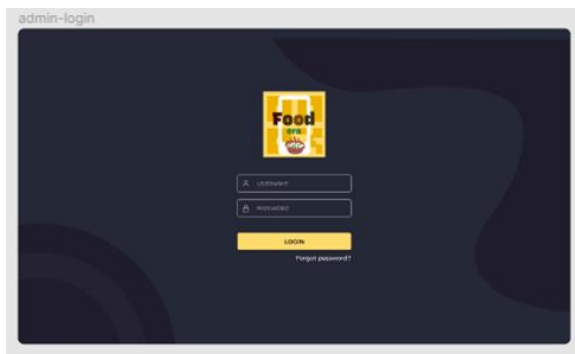 admin-login
Food
era
USERNAME
PASSWORD
LOGIN
Forgot password?